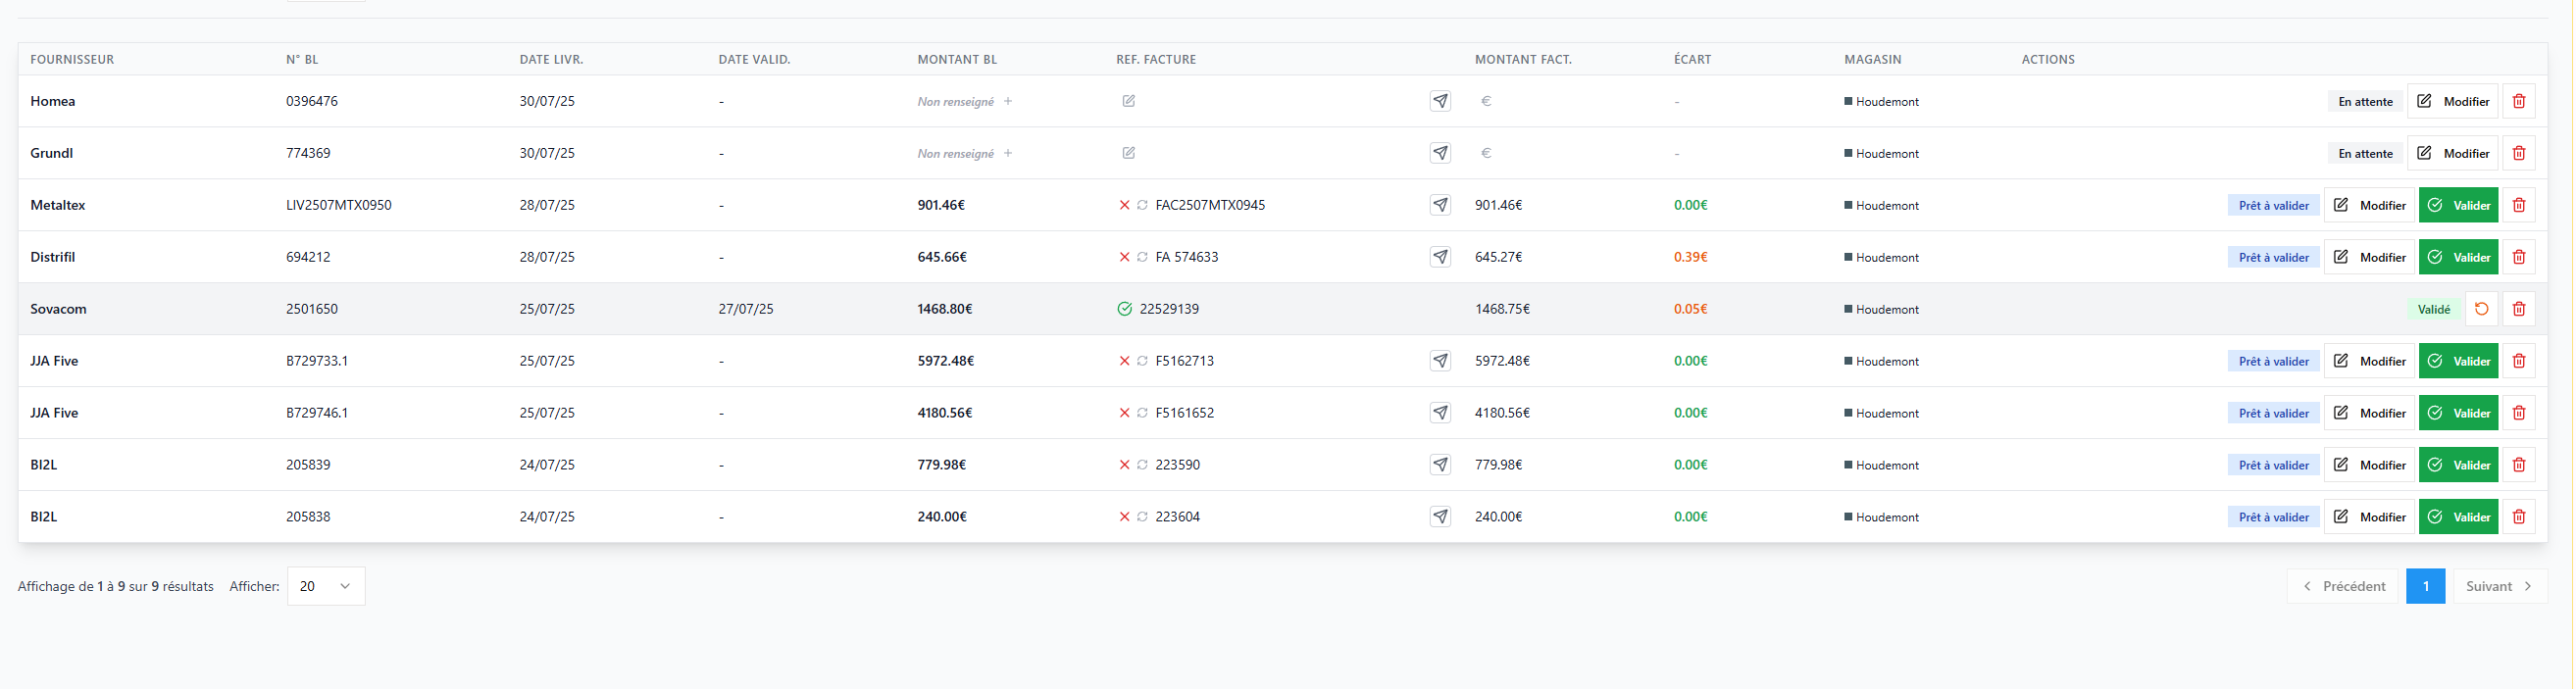 FOURNISSEUR N° BL DATE LIVR. DATE VALID. MONTANT BL REF. FACTURE MONTANT FACT. ÉCART MAGASIN ACTIONS
Homea 0396476 30/07/25 - Non renseigné + € - Houdemont En attente Modifier
Grundl 774369 30/07/25 - Non renseigné + € - Houdemont En attente Modifier
Metaltex LIV2507MTX0950 28/07/25 - 901.46€ FAC2507MTX0945 901.46€ 0.00€ Houdemont Prêt à valider Modifier Valider
Distrifil 694212 28/07/25 - 645.66€ FA 574633 645.27€ 0.39€ Houdemont Prêt à valider Modifier Valider
Sovacom 2501650 25/07/25 27/07/25 1468.80€ 22529139 1468.75€ 0.05€ Houdemont Validé
JJA Five B729733.1 25/07/25 - 5972.48€ F5162713 5972.48€ 0.00€ Houdemont Prêt à valider Modifier Valider
JJA Five B729746.1 25/07/25 - 4180.56€ F5161652 4180.56€ 0.00€ Houdemont Prêt à valider Modifier Valider
BI2L 205839 24/07/25 - 779.98€ 223590 779.98€ 0.00€ Houdemont Prêt à valider Modifier Valider
BI2L 205838 24/07/25 - 240.00€ 223604 240.00€ 0.00€ Houdemont Prêt à valider Modifier Valider
Affichage de 1 à 9 sur 9 résultats Afficher: 20 Précédent 1 Suivant